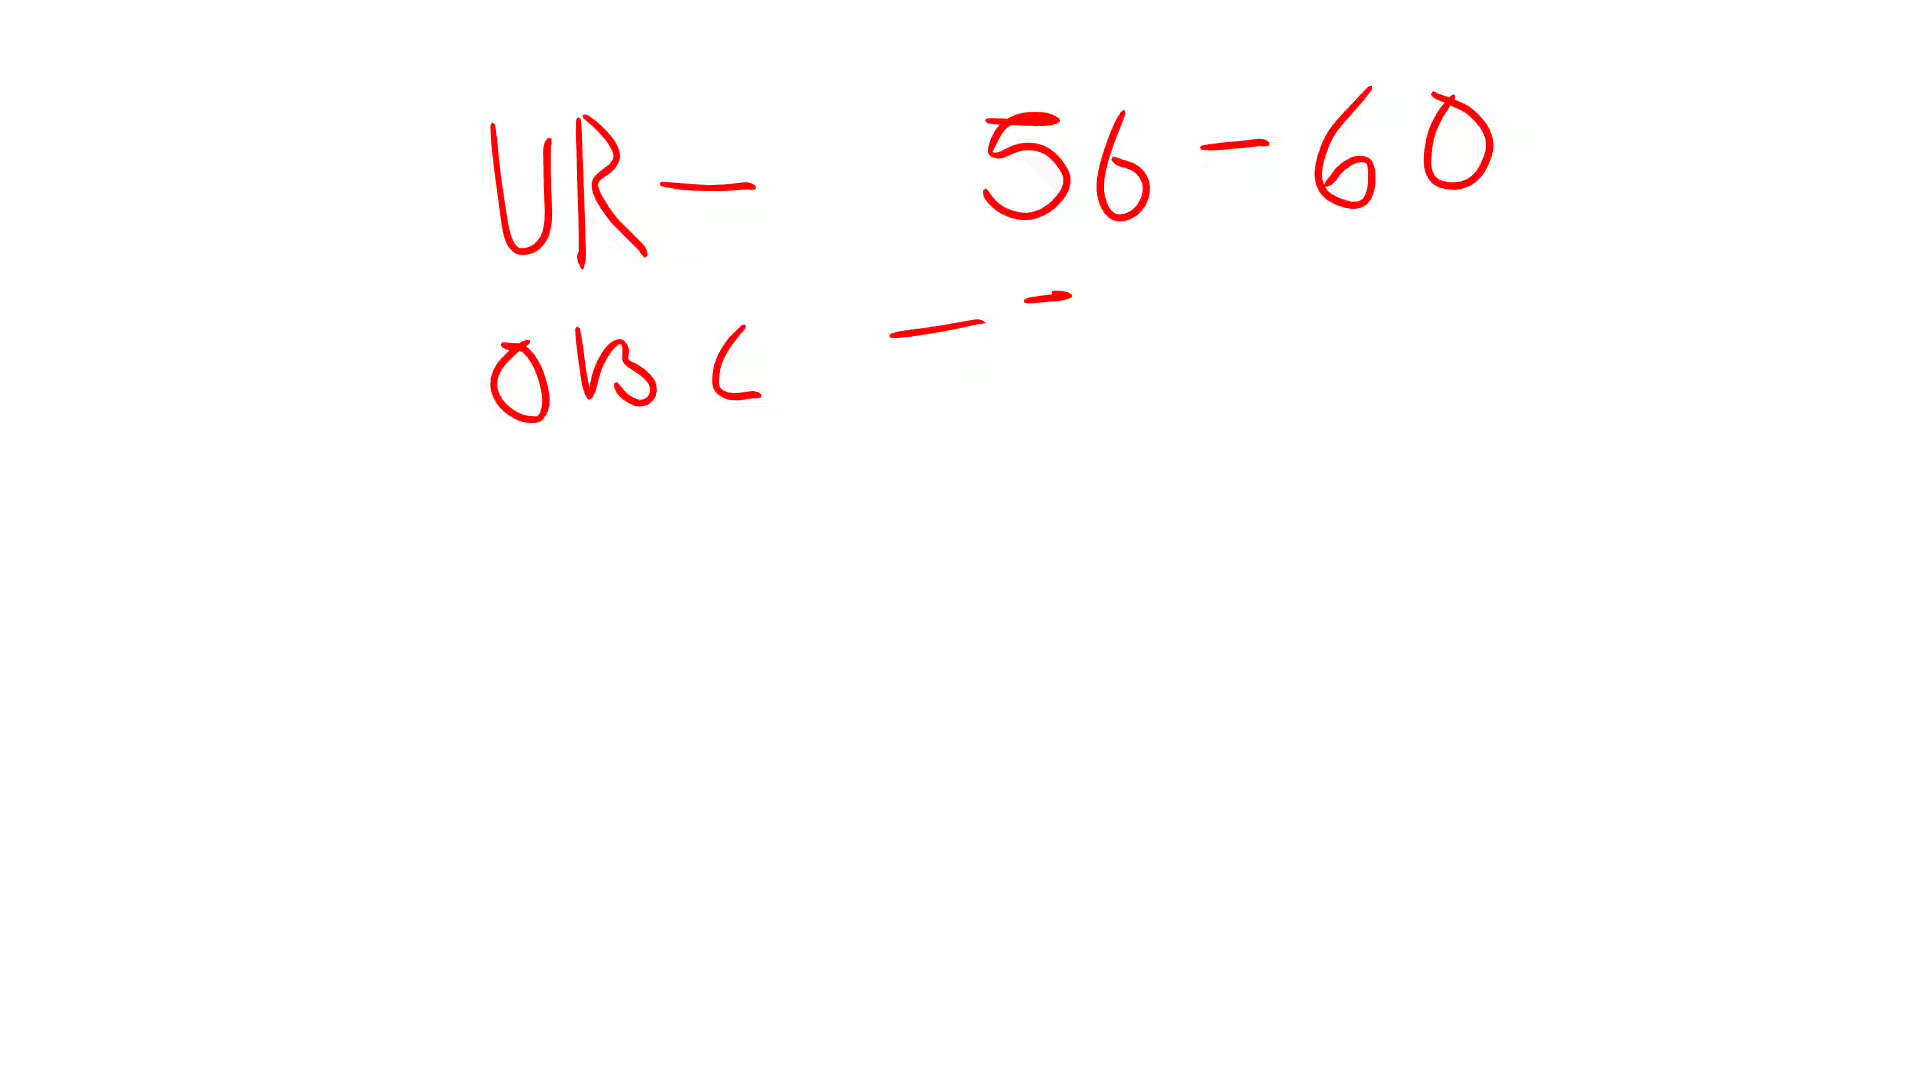 UR — 56 - 60
OBC — -